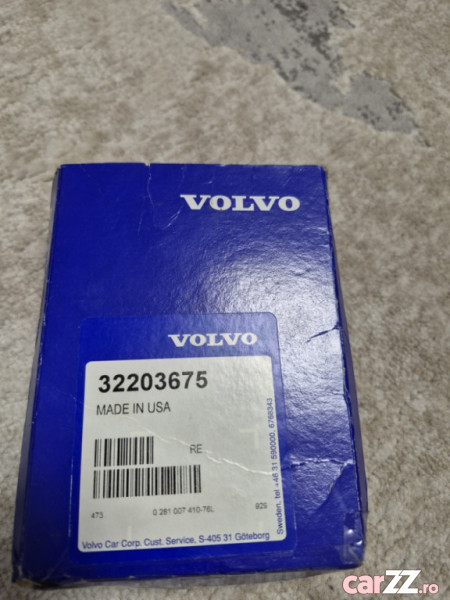 VOLVO
VOLVO
32203675
MADE IN USA
RE
473 0 281 007 410-76L 929
Volvo Car Corp. Cust. Service, S-405 31 Göteborg
Sweden, tel +46 31 590000, 6766343
carZZ.ro